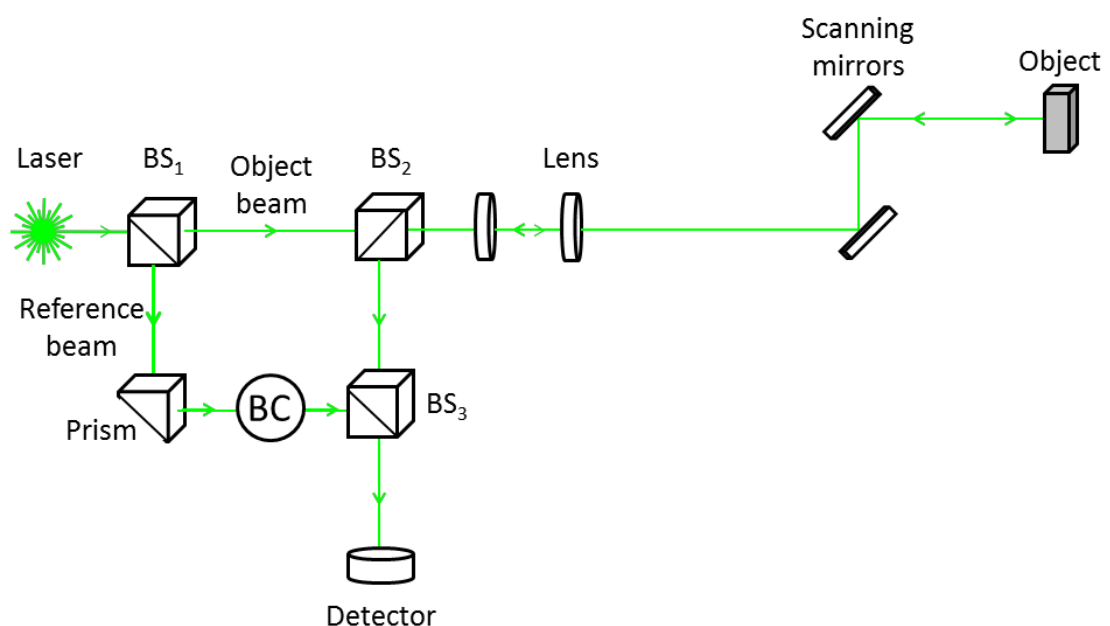 Scanning
mirrors
Object
Laser
BS₁
Object
beam
BS₂
Lens
Reference
beam
Prism
BC
BS₃
Detector